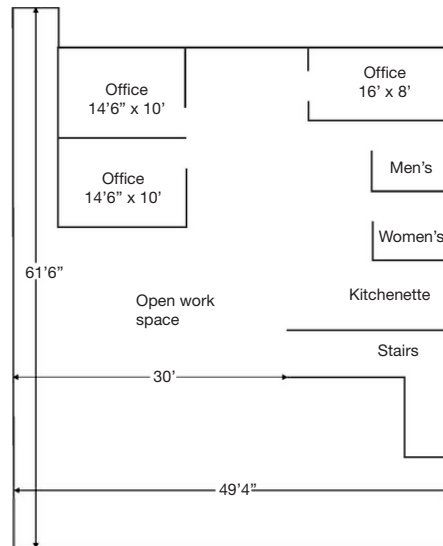 Office
14’6” x 10’
Office
16’ x 8’
Men’s
Office
14’6” x 10’
Women’s
61’6”
Open work
space
Kitchenette
Stairs
30’
49’4”